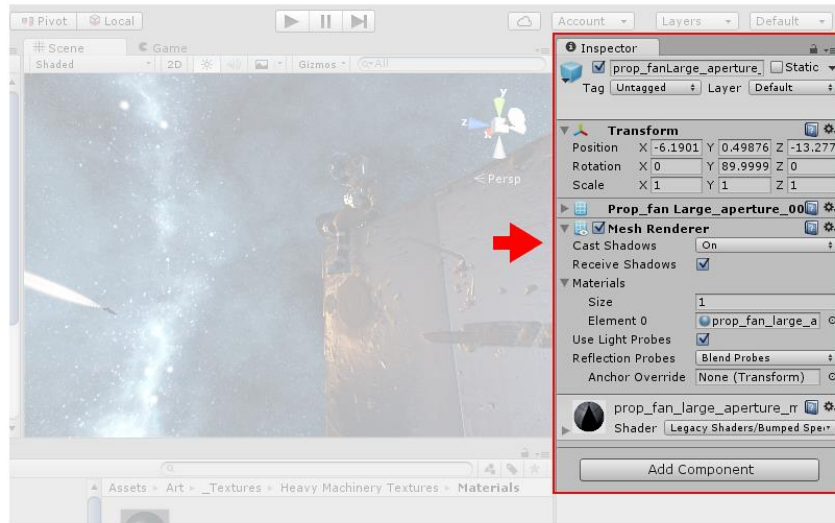 Pivot Local Account Layers Default
Scene Game
Shaded 2D Gizmos All
y
z
x
Persp
Assets Art _Textures Heavy Machinery Textures Materials
Inspector
prop_fanLarge_aperture_ Static
Tag Untagged Layer Default
Transform
Position X -6.1901 Y 0.49876 Z -13.277
Rotation X 0 Y 89.9999 Z 0
Scale X 1 Y 1 Z 1
Prop_fan Large_aperture_00
Mesh Renderer
Cast Shadows On
Receive Shadows
Materials
Size 1
Element 0 prop_fan_large_a
Use Light Probes
Reflection Probes Blend Probes
Anchor Override None (Transform)
prop_fan_large_aperture_m
Shader Legacy Shaders/Bumped Spe
Add Component